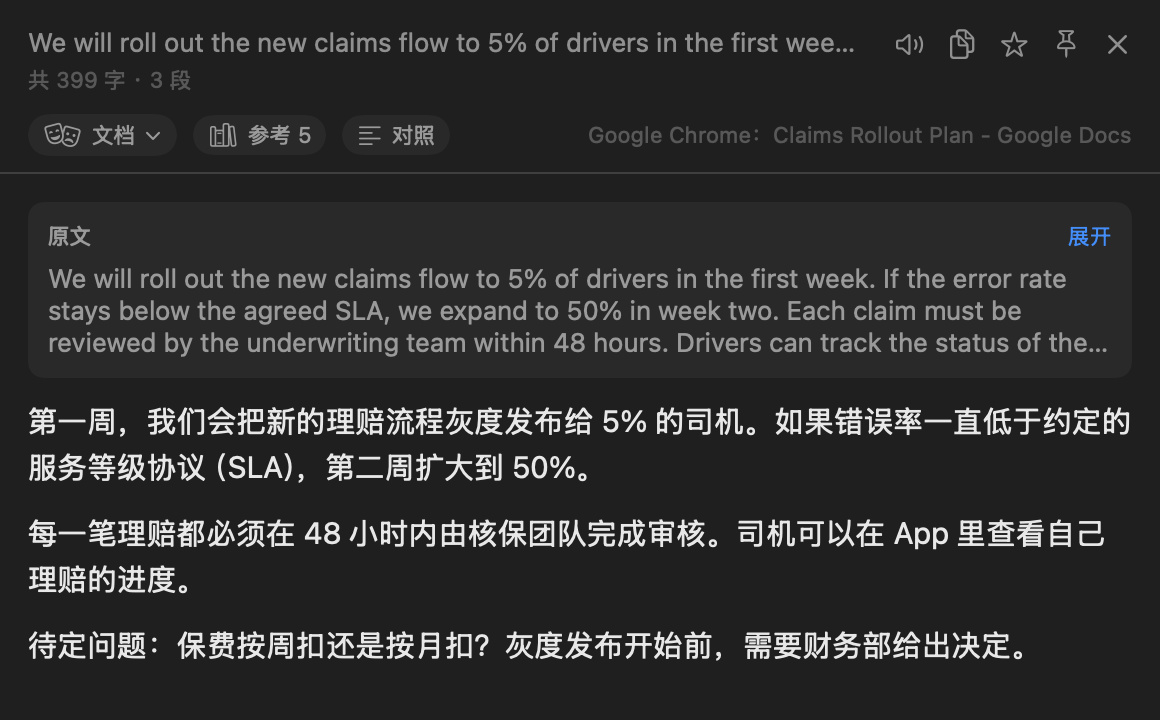 We will roll out the new claims flow to 5% of drivers in the first wee...
共 399 字 · 3 段
文档
参考 5
对照
Google Chrome：Claims Rollout Plan - Google Docs
原文
展开
We will roll out the new claims flow to 5% of drivers in the first week. If the error rate
stays below the agreed SLA, we expand to 50% in week two. Each claim must be
reviewed by the underwriting team within 48 hours. Drivers can track the status of the...
第一周，我们会把新的理赔流程灰度发布给 5% 的司机。如果错误率一直低于约定的
服务等级协议 (SLA)，第二周扩大到 50%。
每一笔理赔都必须在 48 小时内由核保团队完成审核。司机可以在 App 里查看自己
理赔的进度。
待定问题：保费按周扣还是按月扣？灰度发布开始前，需要财务部给出决定。